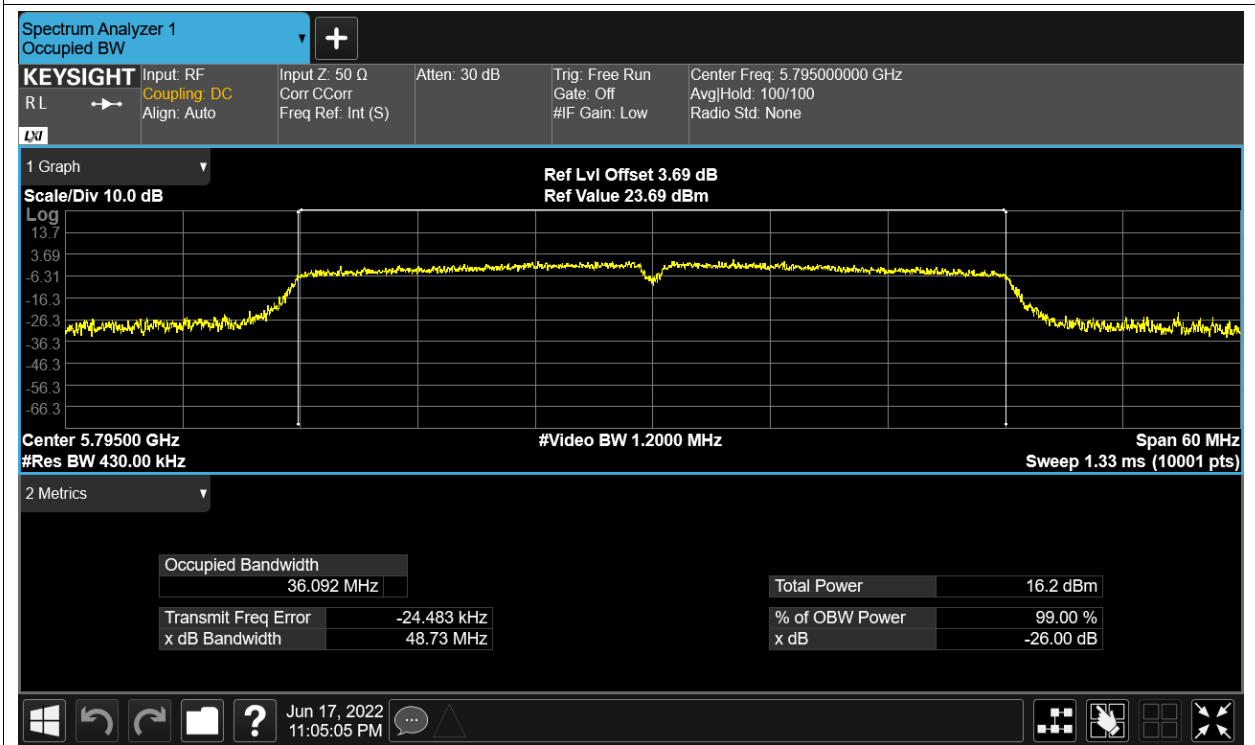 Spectrum Analyzer 1
Occupied BW
▼
+
KEYSIGHT Input: RF Input Z: 50 Ω Atten: 30 dB Trig: Free Run Center Freq: 5.795000000 GHz
R L Coupling: DC Corr CCorr Gate: Off Avg|Hold: 100/100
Align: Auto Freq Ref: Int (S) #IF Gain: Low Radio Std: None
LXI
1 Graph ▼ Ref Lvl Offset 3.69 dB
Scale/Div 10.0 dB Ref Value 23.69 dBm
Log
13.7
3.69
-6.31
-16.3
-26.3
-36.3
-46.3
-56.3
-66.3
Center 5.79500 GHz #Video BW 1.2000 MHz Span 60 MHz
#Res BW 430.00 kHz Sweep 1.33 ms (10001 pts)
2 Metrics ▼
Occupied Bandwidth
36.092 MHz Total Power 16.2 dBm
Transmit Freq Error -24.483 kHz % of OBW Power 99.00 %
x dB Bandwidth 48.73 MHz x dB -26.00 dB
? Jun 17, 2022
11:05:05 PM